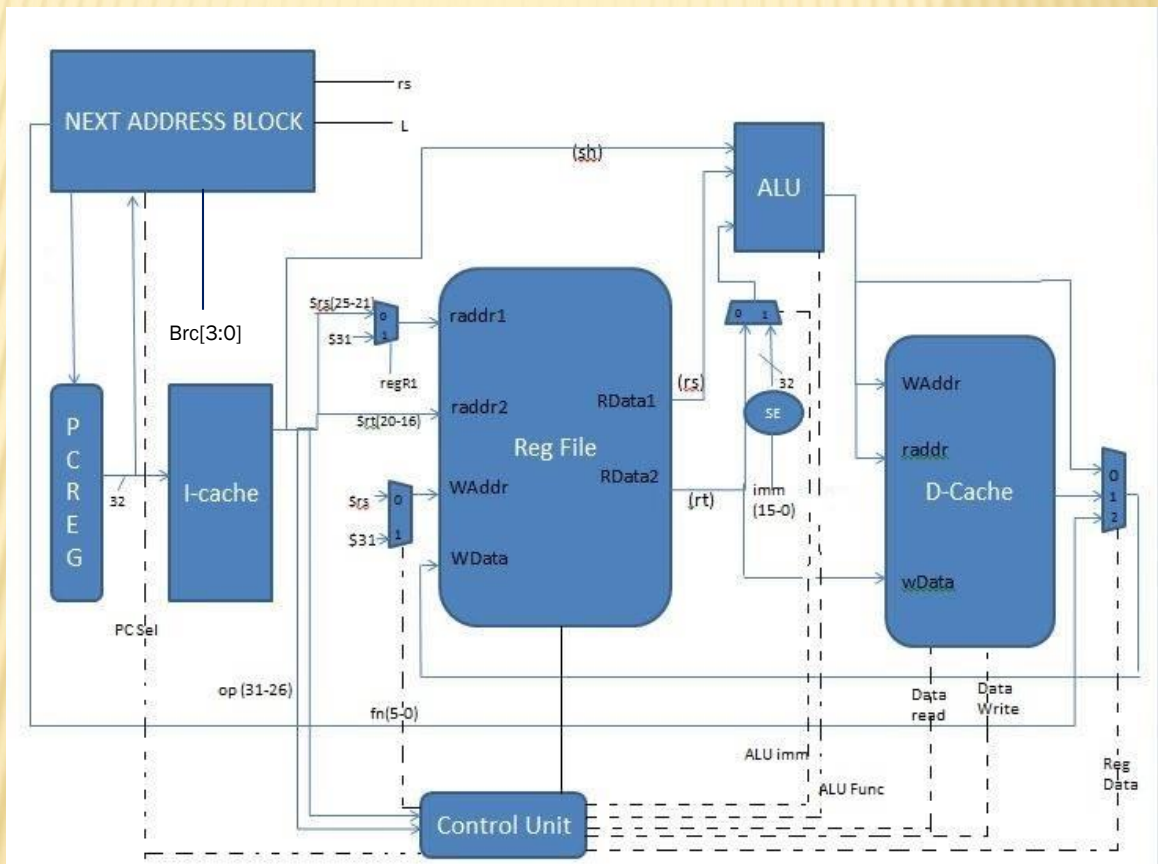 NEXT ADDRESS BLOCK
rs
L
Brc[3:0]
(sh)
ALU
$rs(25-21)
0
1
$31
regR1
raddr1
raddr2
$rt(20-16)
Reg File
RData1
RData2
(rs)
(rt)
0 1
32
SE
imm
(15-0)
P
C
R
E
G
32
I-cache
$rs
0
$31
1
WAddr
WData
WAddr
raddr
D-Cache
wData
0
1
2
PC Sel
op (31-26)
fn(5-0)
Data
read
Data
Write
ALU imm
ALU Func
Reg
Data
Control Unit